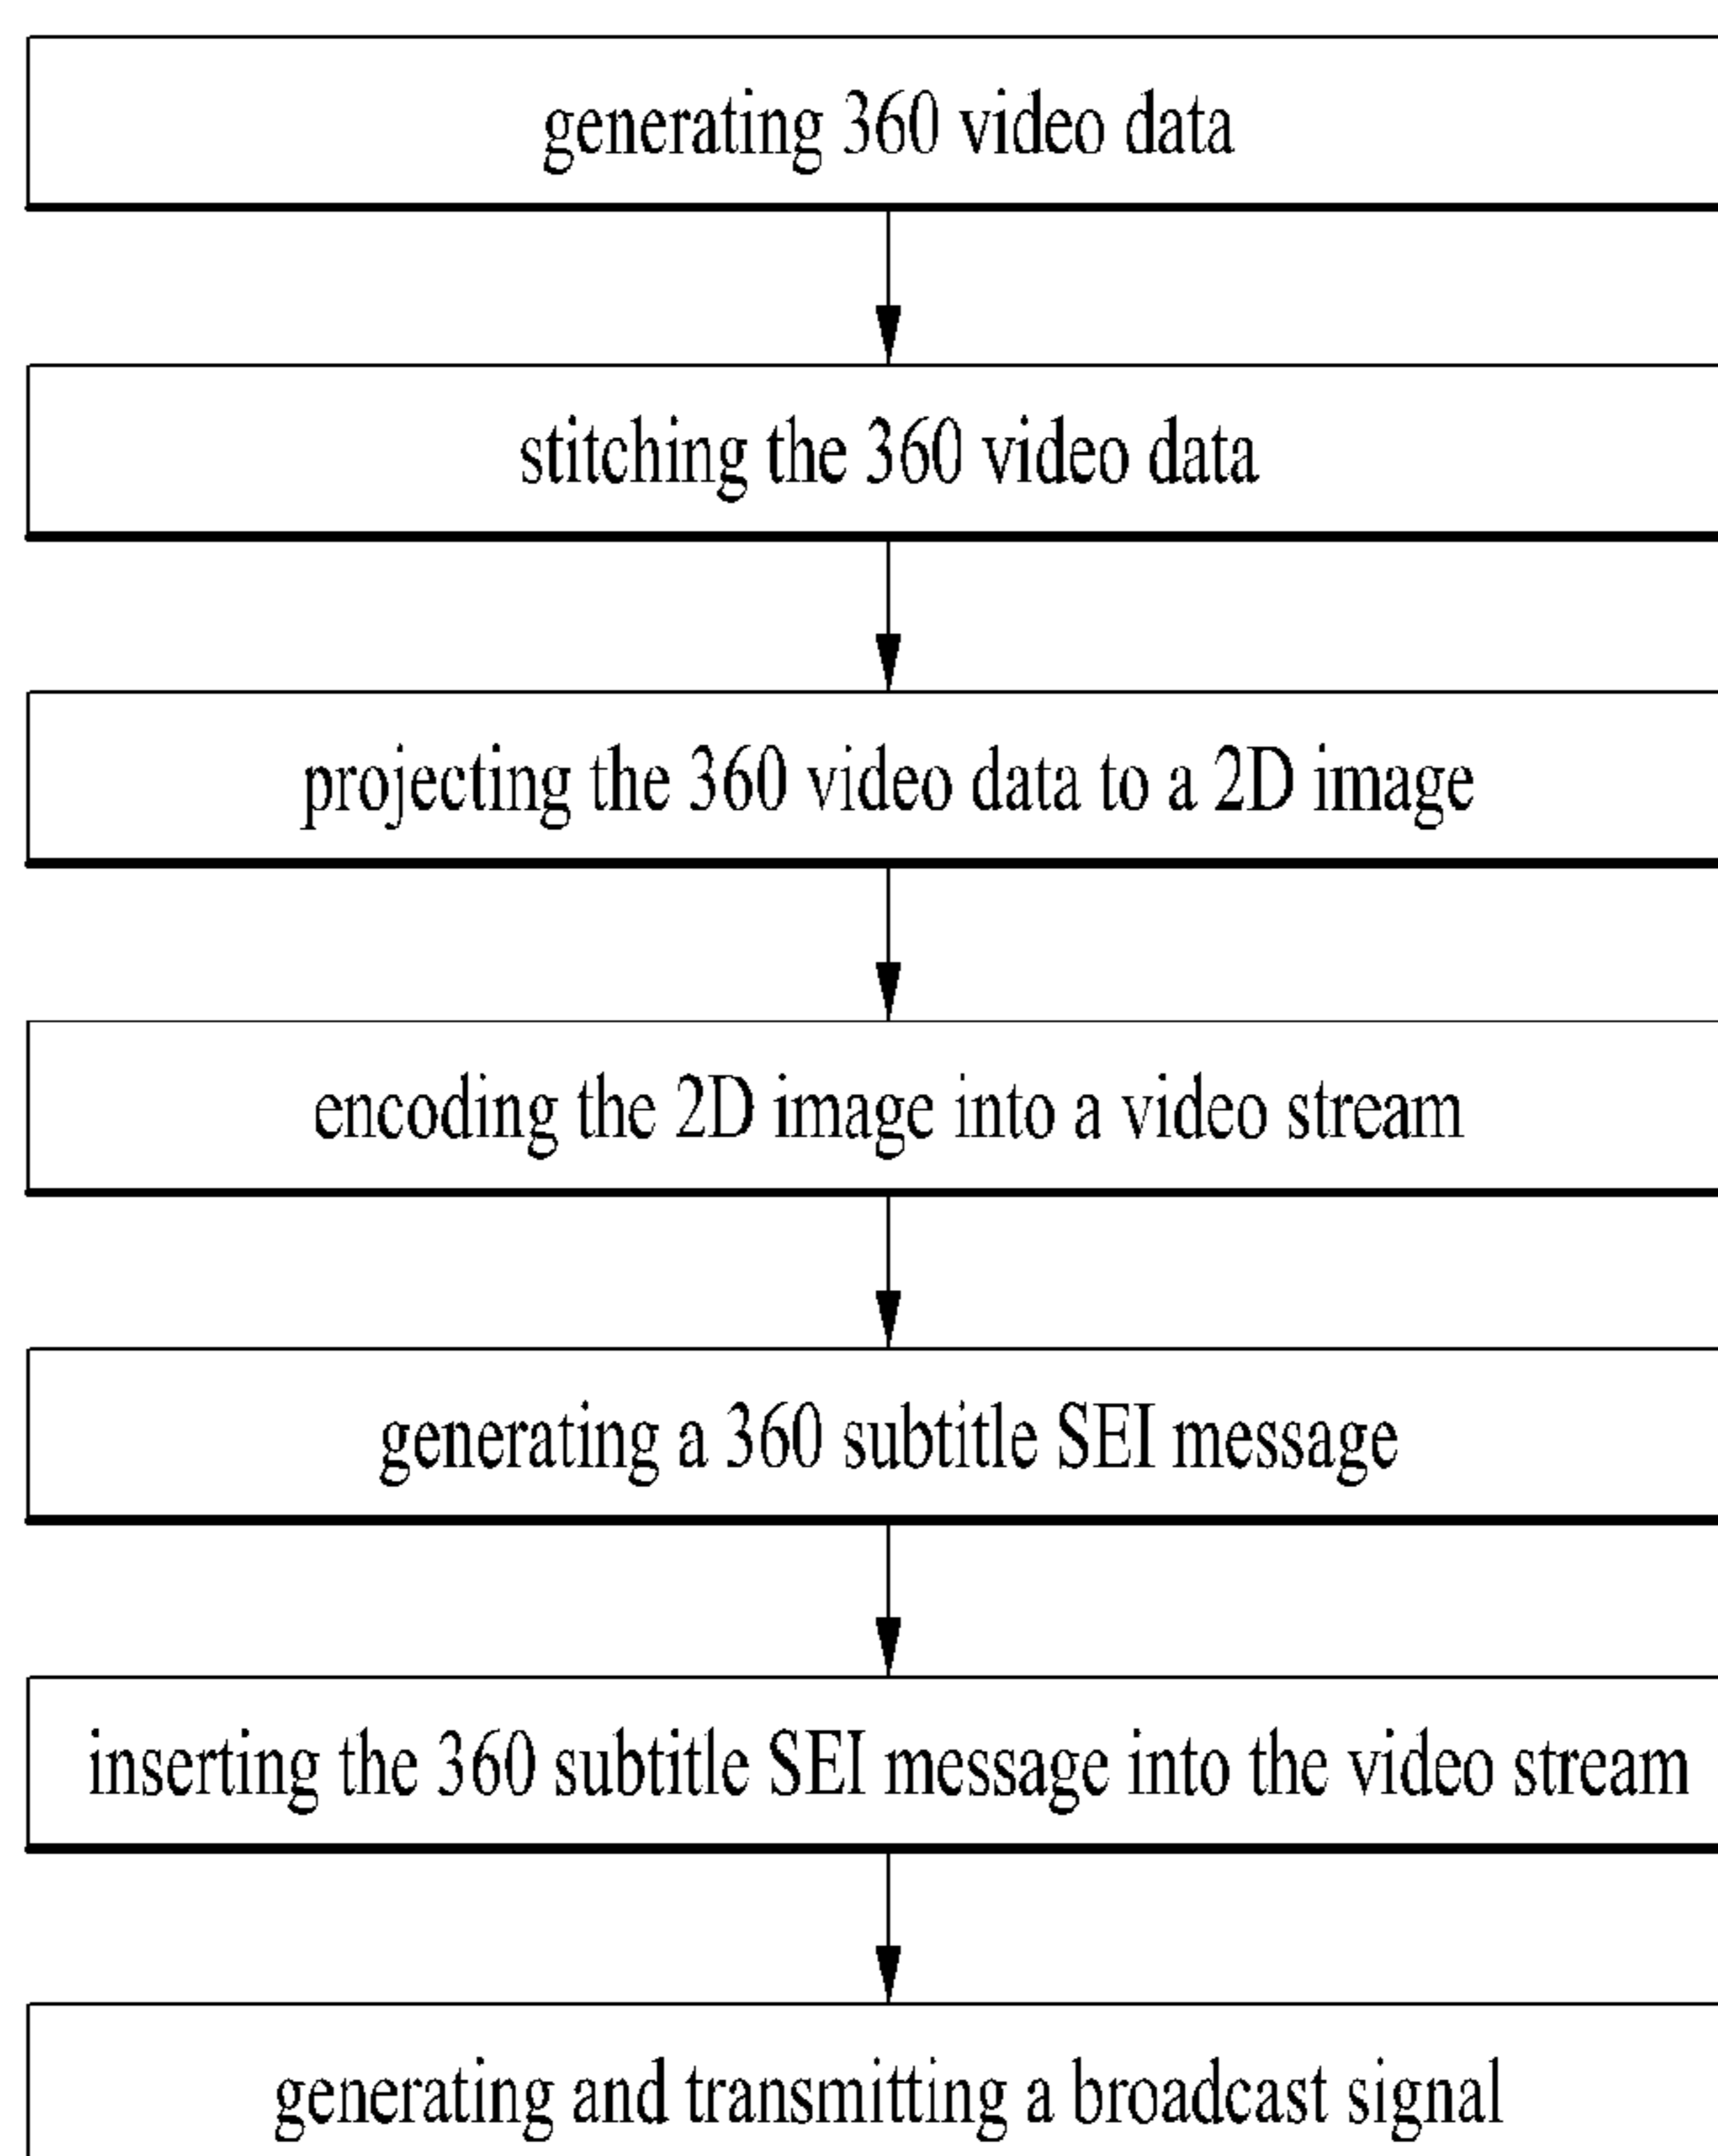 generating 360 video data
stitching the 360 video data
projecting the 360 video data to a 2D image
encoding the 2D image into a video stream
generating a 360 subtitle SEI message
inserting the 360 subtitle SEI message into the video stream
generating and transmitting a broadcast signal